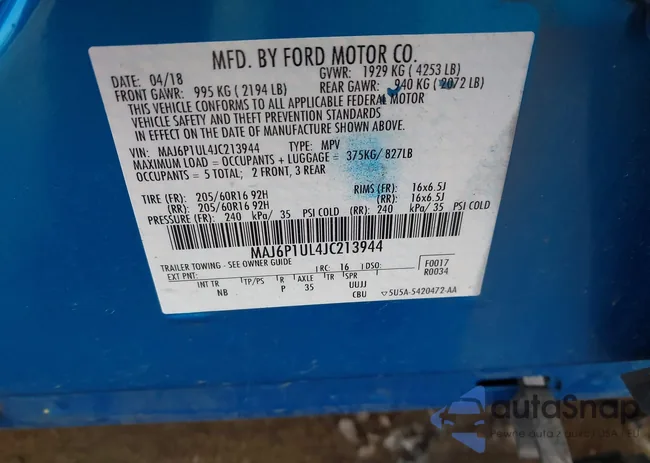 MFD. BY FORD MOTOR CO.
DATE: 04/18 GVWR: 1929 KG ( 4253 LB)
FRONT GAWR: 995 KG ( 2194 LB) REAR GAWR: 940 KG ( 2072 LB)
THIS VEHICLE CONFORMS TO ALL APPLICABLE FEDERAL MOTOR
VEHICLE SAFETY AND THEFT PREVENTION STANDARDS
IN EFFECT ON THE DATE OF MANUFACTURE SHOWN ABOVE.
VIN: MAJ6P1UL4JC213944 TYPE: MPV
MAXIMUM LOAD = OCCUPANTS + LUGGAGE = 375KG/ 827LB
OCCUPANTS = 5 TOTAL; 2 FRONT, 3 REAR
TIRE (FR): 205/60R16 92H RIMS (FR): 16x6.5J
(RR): 205/60R16 92H (RR): 16x6.5J
PRESSURE (FR): 240 kPa/ 35 PSI COLD (RR): 240 kPa/ 35 PSI COLD
MAJ6P1UL4JC213944
TRAILER TOWING - SEE OWNER GUIDE
EXT PNT: RC: 16 DSO: F0017
R0034
INT TR TP/PS R AXLE TR SPR
NB P 35 UUJJ
CBU ▽5U5A-5420472-AA
autoSnap
Pewne auta z aukcji USA / EU